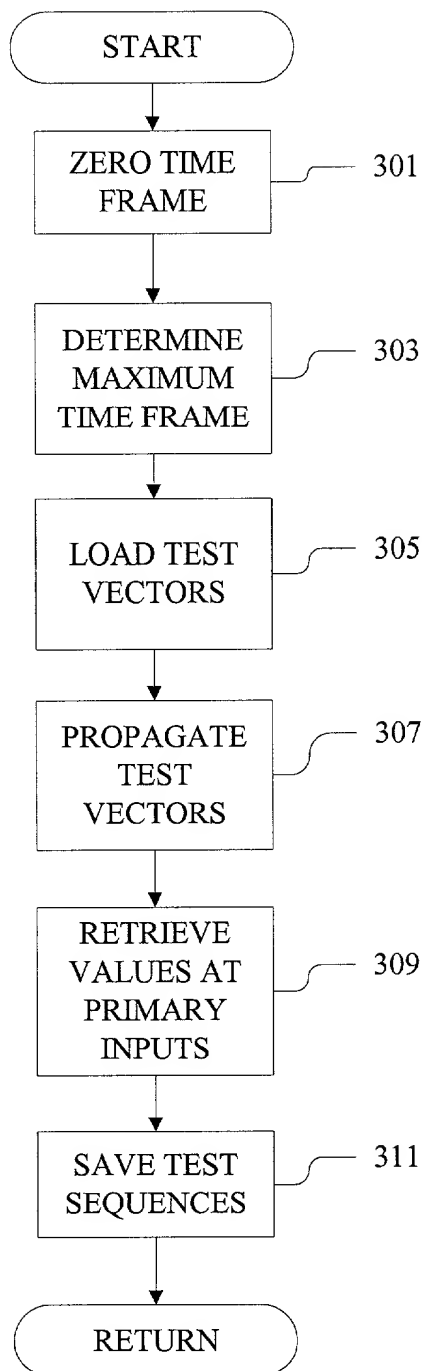 START
ZERO TIME
FRAME
301
DETERMINE
MAXIMUM
TIME FRAME
303
LOAD TEST
VECTORS
305
PROPAGATE
TEST
VECTORS
307
RETRIEVE
VALUES AT
PRIMARY
INPUTS
309
SAVE TEST
SEQUENCES
311
RETURN